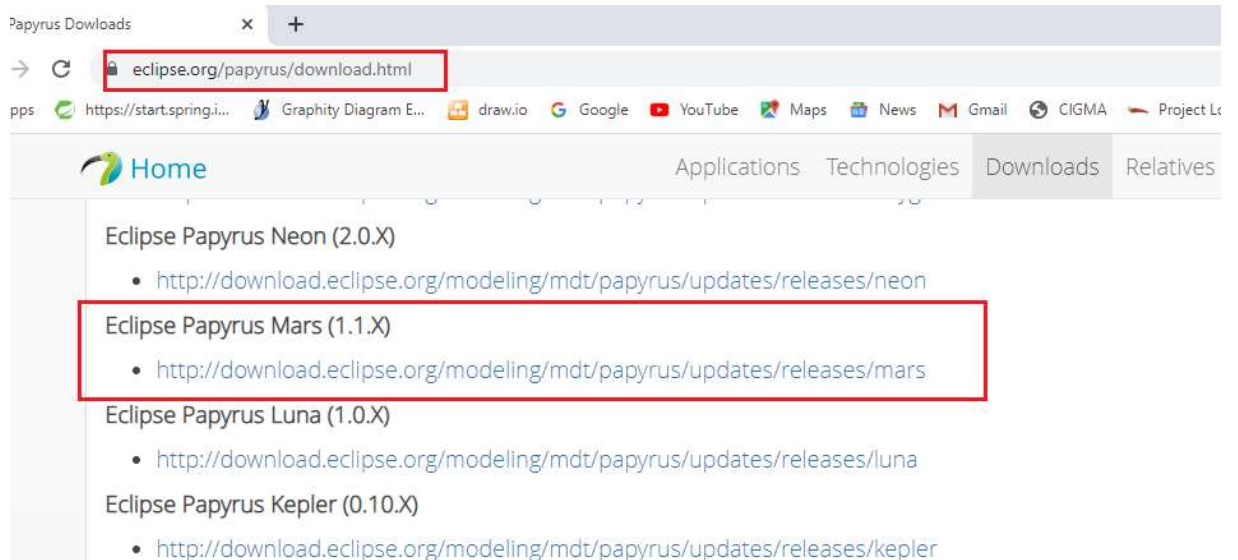 Papyrus Dowloads
eclipse.org/papyrus/download.html
https://start.spring.i... Graphity Diagram E... draw.io Google YouTube Maps News Gmail CIGMA Project Lo
Home Applications Technologies Downloads Relatives
Eclipse Papyrus Neon (2.0.X)
• http://download.eclipse.org/modeling/mdt/papyrus/updates/releases/neon
Eclipse Papyrus Mars (1.1.X)
• http://download.eclipse.org/modeling/mdt/papyrus/updates/releases/mars
Eclipse Papyrus Luna (1.0.X)
• http://download.eclipse.org/modeling/mdt/papyrus/updates/releases/luna
Eclipse Papyrus Kepler (0.10.X)
• http://download.eclipse.org/modeling/mdt/papyrus/updates/releases/kepler